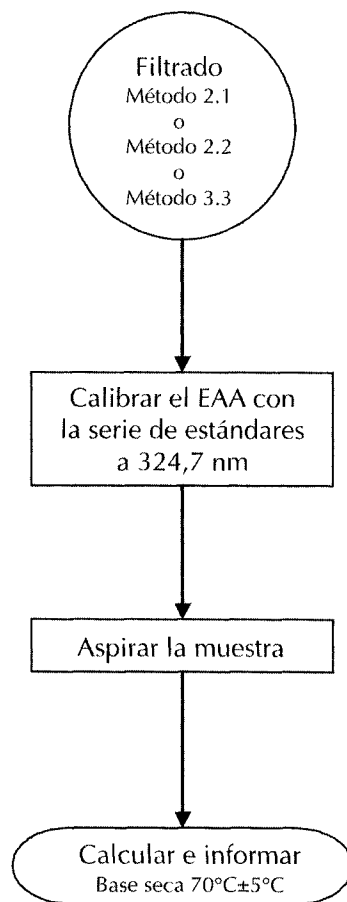 Filtrado
Método 2.1
o
Método 2.2
o
Método 3.3
Calibrar el EAA con
la serie de estándares
a 324,7 nm
Aspirar la muestra
Calcular e informar
Base seca 70°C±5°C